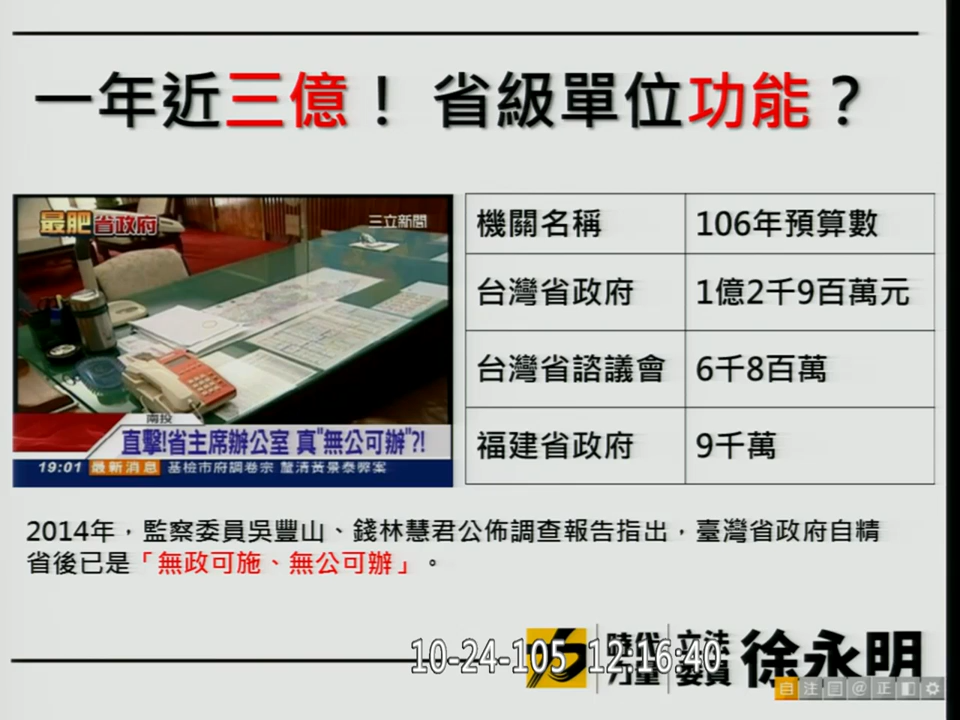 一年近三億！ 省級單位功能？
最肥省政府
三立新聞
南投
直擊!省主席辦公室 真"無公可辦"?!
19:01 最新消息 基檢市府調卷宗 釐清黃景泰弊案
機關名稱 106年預算數
台灣省政府 1億2千9百萬元
台灣省諮議會 6千8百萬
福建省政府 9千萬
2014年，監察委員吳豐山、錢林慧君公佈調查報告指出，臺灣省政府自精
省後已是「無政可施、無公可辦」。
時代力量 立法委員 徐永明
10-24-105 12:16:40
注 @ 正